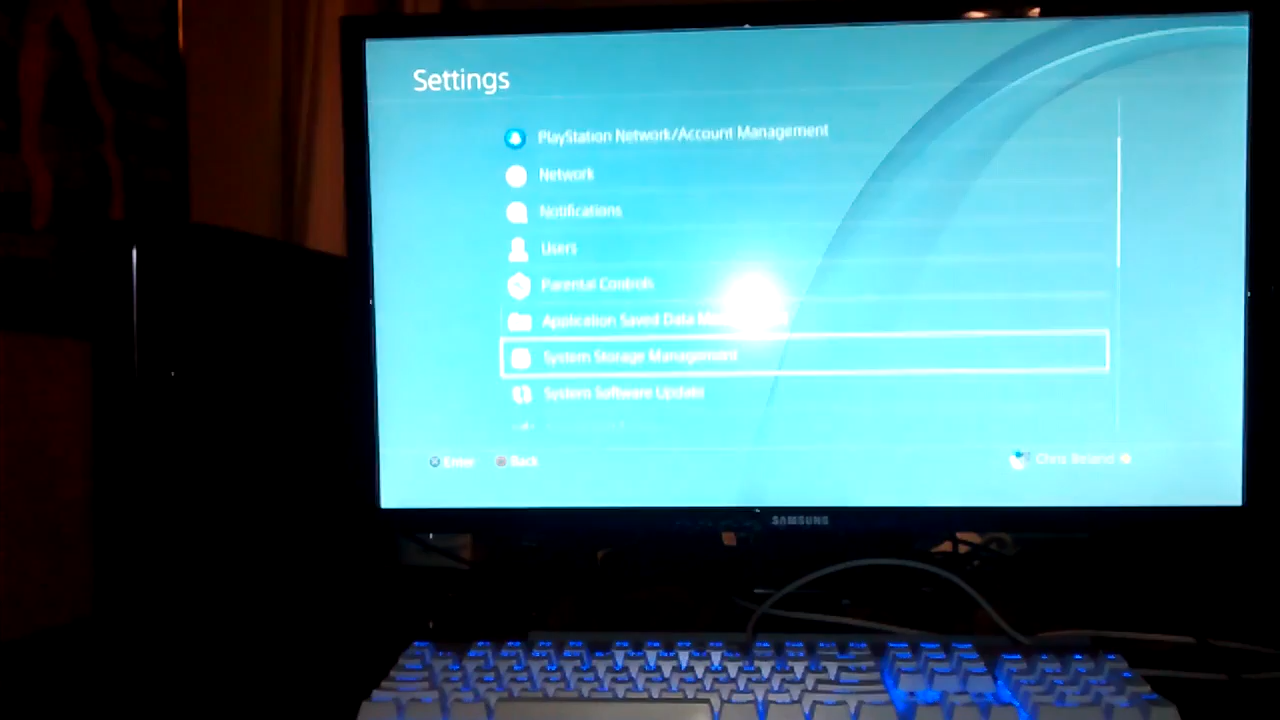 Settings
PlayStation Network/Account Management
Network
Notifications
Users
Parental Controls
Application Saved Data
System Storage Management
System Software Update
Enter Back
Chris
SAMSUNG